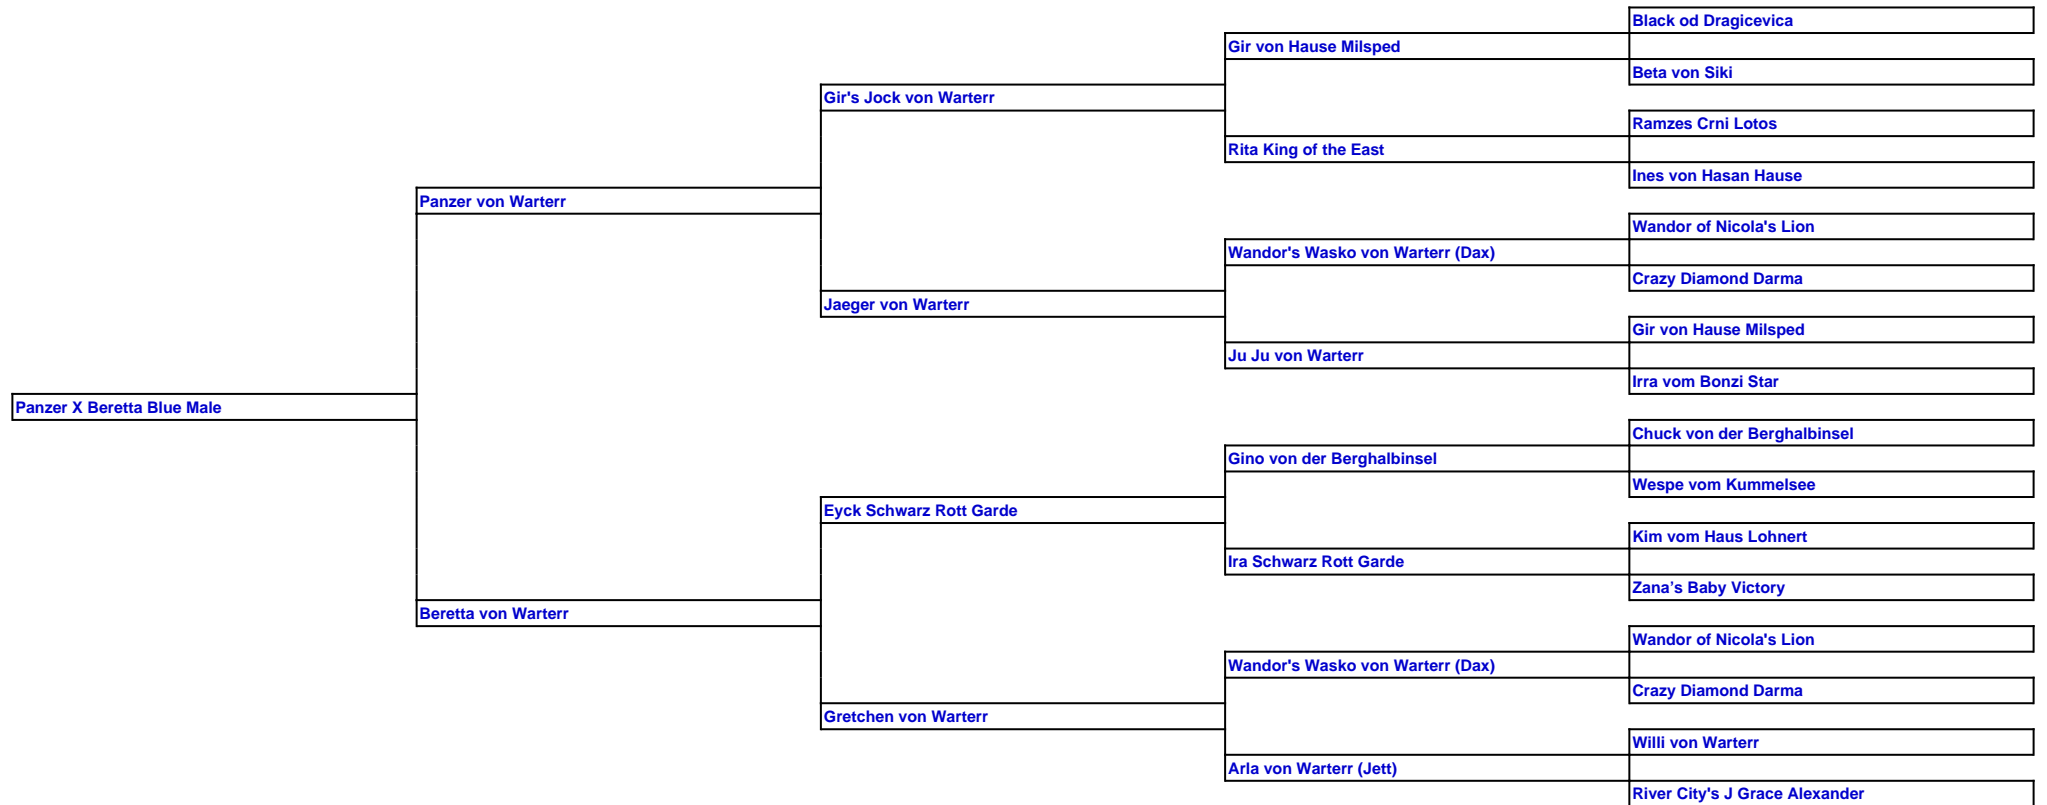 Black od Dragicevica
Gir von Hause Milsped
Beta von Siki
Gir's Jock von Warterr
Ramzes Crni Lotos
Rita King of the East
Ines von Hasan Hause
Panzer von Warterr
Wandor of Nicola's Lion
Wandor's Wasko von Warterr (Dax)
Crazy Diamond Darma
Jaeger von Warterr
Gir von Hause Milsped
Ju Ju von Warterr
Irra vom Bonzi Star
Panzer X Beretta Blue Male
Chuck von der Berghalbinsel
Gino von der Berghalbinsel
Wespe vom Kummelsee
Eyck Schwarz Rott Garde
Kim vom Haus Lohnert
Ira Schwarz Rott Garde
Zana’s Baby Victory
Beretta von Warterr
Wandor of Nicola's Lion
Wandor's Wasko von Warterr (Dax)
Crazy Diamond Darma
Gretchen von Warterr
Willi von Warterr
Arla von Warterr (Jett)
River City's J Grace Alexander